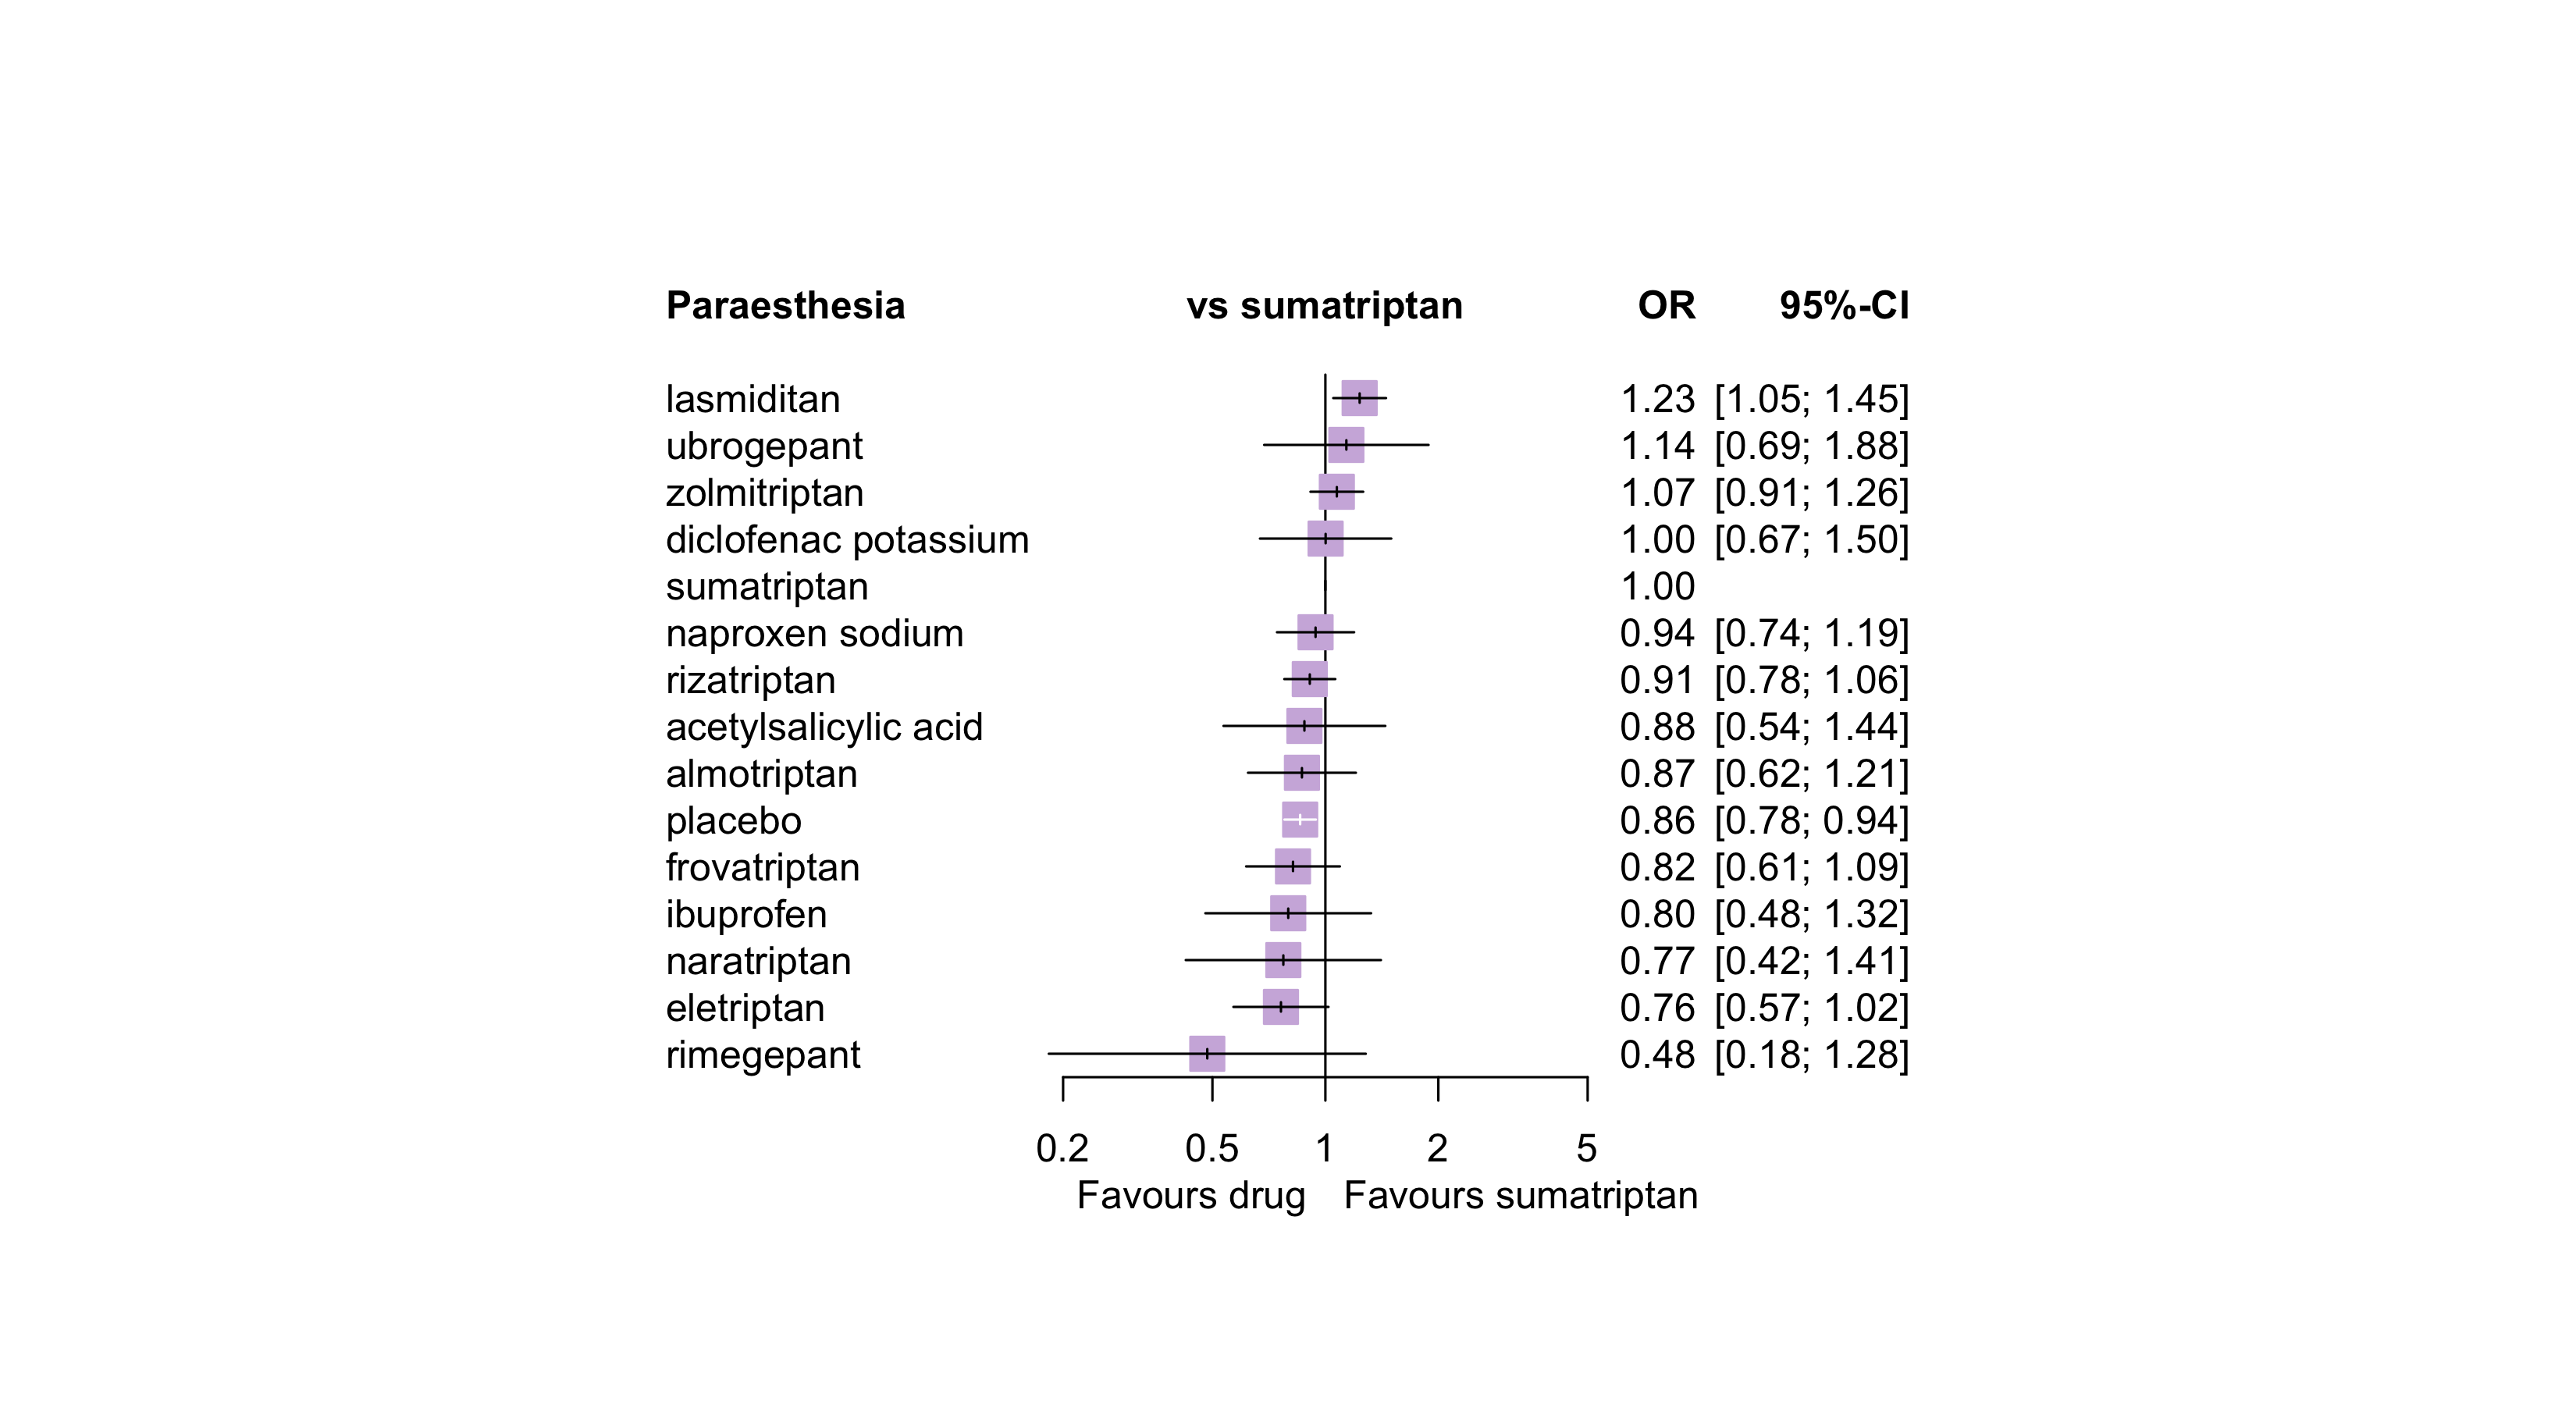 Paraesthesia vs sumatriptan OR 95%-CI
lasmiditan 1.23 [1.05; 1.45]
ubrogepant 1.14 [0.69; 1.88]
zolmitriptan 1.07 [0.91; 1.26]
diclofenac potassium 1.00 [0.67; 1.50]
sumatriptan 1.00
naproxen sodium 0.94 [0.74; 1.19]
rizatriptan 0.91 [0.78; 1.06]
acetylsalicylic acid 0.88 [0.54; 1.44]
almotriptan 0.87 [0.62; 1.21]
placebo 0.86 [0.78; 0.94]
frovatriptan 0.82 [0.61; 1.09]
ibuprofen 0.80 [0.48; 1.32]
naratriptan 0.77 [0.42; 1.41]
eletriptan 0.76 [0.57; 1.02]
rimegepant 0.48 [0.18; 1.28]
0.2 0.5 1 2 5
Favours drug Favours sumatriptan